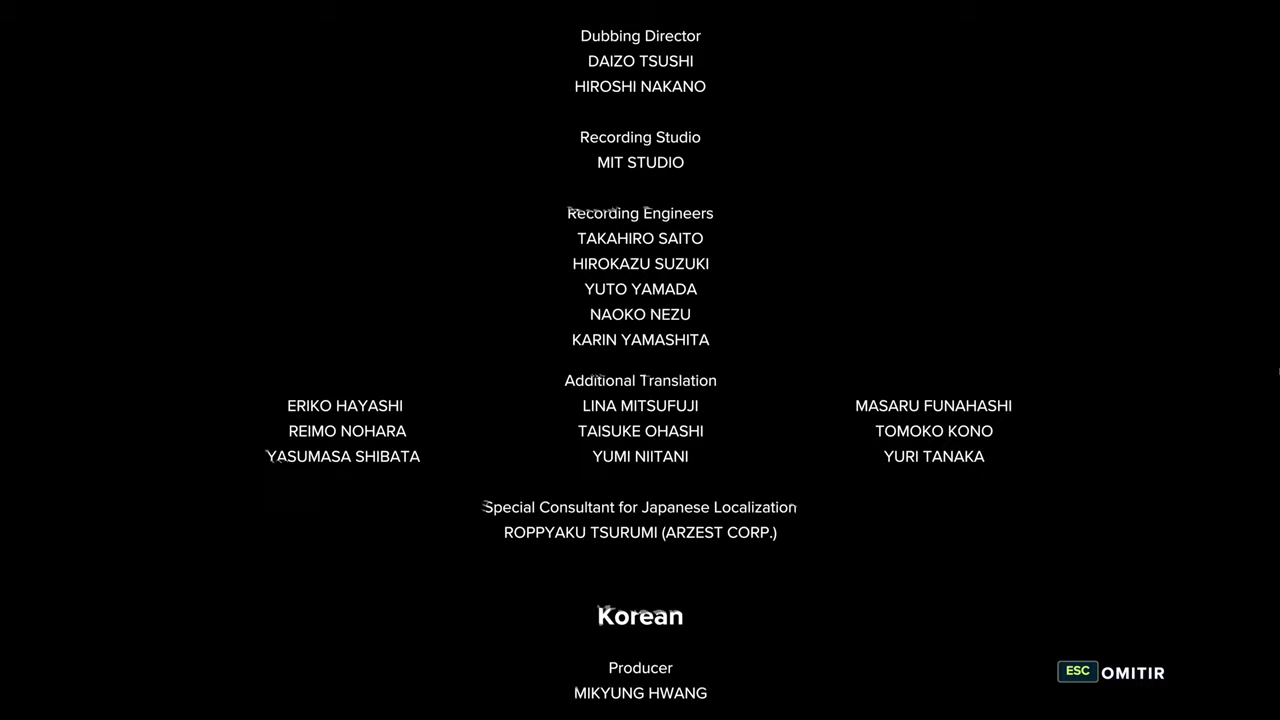 Dubbing Director
DAIZO TSUSHI
HIROSHI NAKANO
Recording Studio
MIT STUDIO
Recording Engineers
TAKAHIRO SAITO
HIROKAZU SUZUKI
YUTO YAMADA
NAOKO NEZU
KARIN YAMASHITA
Additional Translation
ERIKO HAYASHI LINA MITSUFUJI MASARU FUNAHASHI
REIMO NOHARA TAISUKE OHASHI TOMOKO KONO
YASUMASA SHIBATA YUMI NIITANI YURI TANAKA
Special Consultant for Japanese Localization
ROPPYAKU TSURUMI (ARZEST CORP.)
Korean
Producer
MIKYUNG HWANG
ESC OMITIR